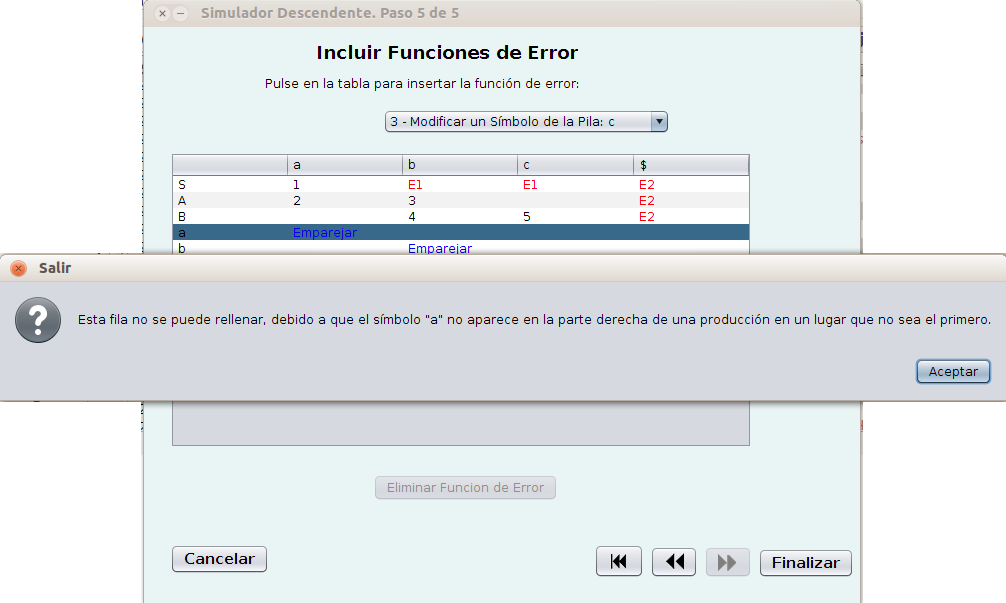 Simulador Descendente. Paso 5 de 5
Incluir Funciones de Error
Pulse en la tabla para insertar la función de error:
3 - Modificar un Símbolo de la Pila: c
a b c $
S 1 E1 E1 E2
A 2 3 E2
B 4 5 E2
a Emparejar
b Emparejar
Salir
Esta fila no se puede rellenar, debido a que el símbolo "a" no aparece en la parte derecha de una producción en un lugar que no sea el primero.
Aceptar
Eliminar Funcion de Error
Cancelar
Finalizar